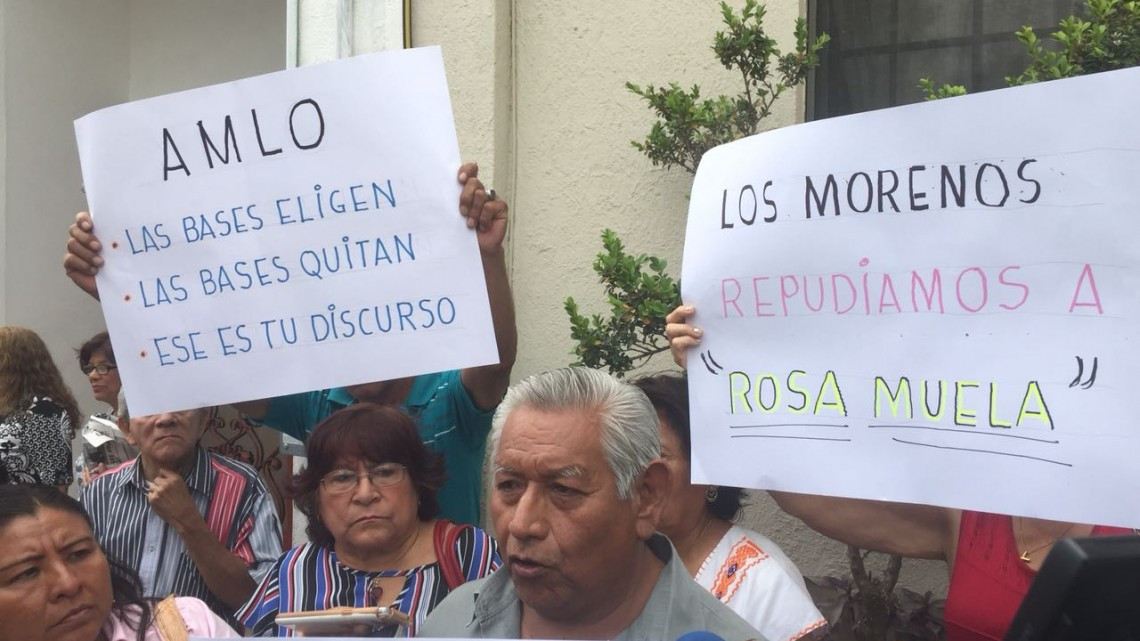 AMLO
• LAS BASES ELIGEN
• LAS BASES QUITAN
• ESE ES TU DISCURSO
LOS MORENOS
REPUDIAMOS A
"ROSA MUELA"